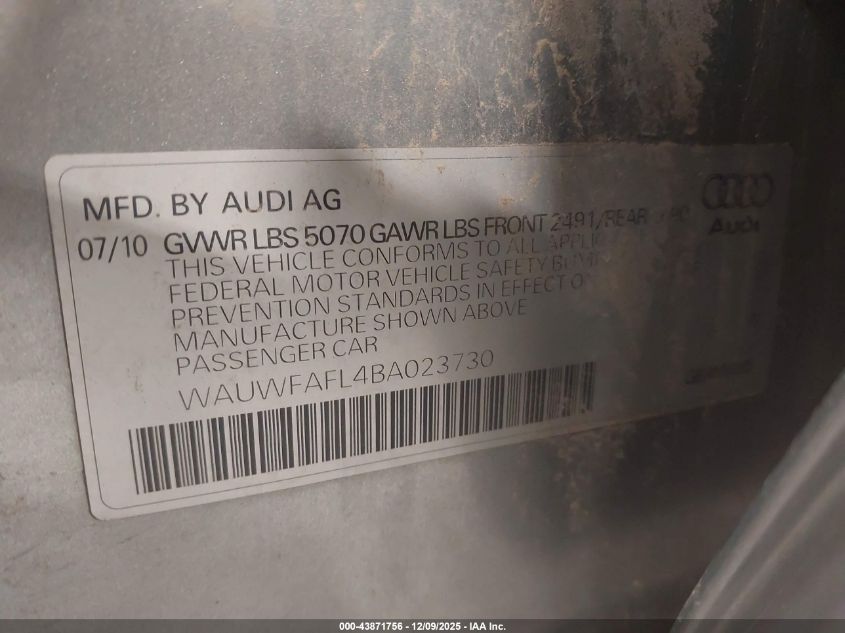 MFD. BY AUDI AG
07/10 GVWR LBS 5070 GAWR LBS FRONT 2491/REAR
Audi
THIS VEHICLE CONFORMS TO ALL
FEDERAL MOTOR VEHICLE SAFETY
PREVENTION STANDARDS IN EFFECT
MANUFACTURE SHOWN ABOVE
PASSENGER CAR
WAUWFAFL4BA023730
000-43871756 - 12/09/2025 - IAA Inc.